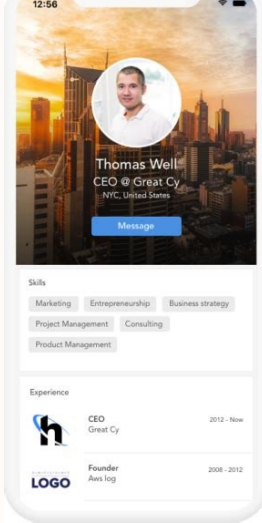 12:56
Thomas Well
CEO @ Great Cy
NYC, United States
Message
Skills
Marketing Entrepreneurship Business strategy
Project Management Consulting
Product Management
Experience
CEO 2012 - Now
Great Cy
h
Founder 2008 - 2012
Aws log
LOGO